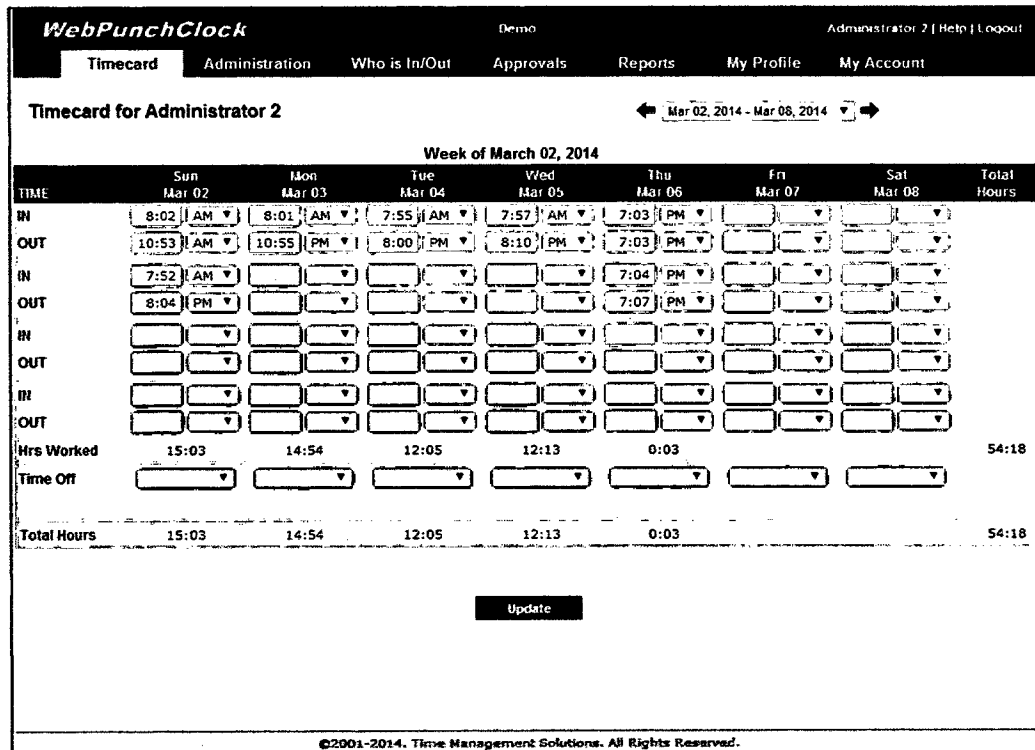 WebPunchClock Demo Administrator 2 | Help | Logout
Timecard Administration Who is In/Out Approvals Reports My Profile My Account
Timecard for Administrator 2 Mar 02, 2014 - Mar 08, 2014
Week of March 02, 2014
Sun Mon Tue Wed Thu Fri Sat Total
TIME Mar 02 Mar 03 Mar 04 Mar 05 Mar 06 Mar 07 Mar 08 Hours
IN 8:02 AM 8:01 AM 7:55 AM 7:57 AM 7:03 PM
OUT 10:53 AM 10:55 PM 8:00 PM 8:10 PM 7:03 PM
IN 7:52 AM 7:04 PM
OUT 8:04 PM 7:07 PM
IN
OUT
IN
OUT
Hrs Worked 15:03 14:54 12:05 12:13 0:03 54:18
Time Off
Total Hours 15:03 14:54 12:05 12:13 0:03 54:18
Update
©2001-2014. Time Management Solutions. All Rights Reserved.